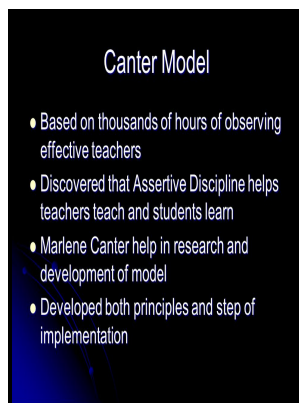 Canter Model
Based on thousands of hours of observing
effective teachers
Discovered that Assertive Discipline helps
teachers teach and students learn
Marlene Canter help in research and
development of model
Developed both principles and step of
implementation